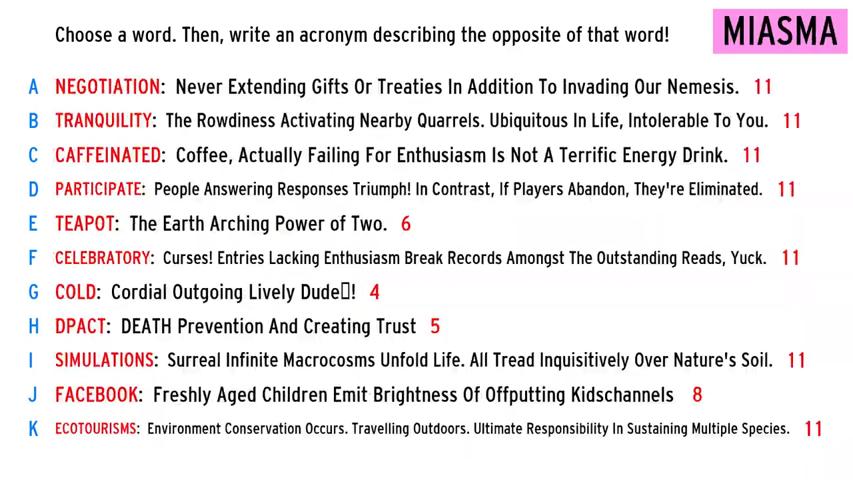 Choose a word. Then, write an acronym describing the opposite of that word!
MIASMA
A NEGOTIATION: Never Extending Gifts Or Treaties In Addition To Invading Our Nemesis. 11
B TRANQUILITY: The Rowdiness Activating Nearby Quarrels. Ubiquitous In Life, Intolerable To You. 11
C CAFFEINATED: Coffee, Actually Failing For Enthusiasm Is Not A Terrific Energy Drink. 11
D PARTICIPATE: People Answering Responses Triumph! In Contrast, If Players Abandon, They're Eliminated. 11
E TEAPOT: The Earth Arching Power of Two. 6
F CELEBRATORY: Curses! Entries Lacking Enthusiasm Break Records Amongst The Outstanding Reads, Yuck. 11
G COLD: Cordial Outgoing Lively Dude▯! 4
H DPACT: DEATH Prevention And Creating Trust 5
I SIMULATIONS: Surreal Infinite Macrocosms Unfold Life. All Tread Inquisitively Over Nature's Soil. 11
J FACEBOOK: Freshly Aged Children Emit Brightness Of Offputting Kidschannels 8
K ECOTOURISMS: Environment Conservation Occurs. Travelling Outdoors. Ultimate Responsibility In Sustaining Multiple Species. 11